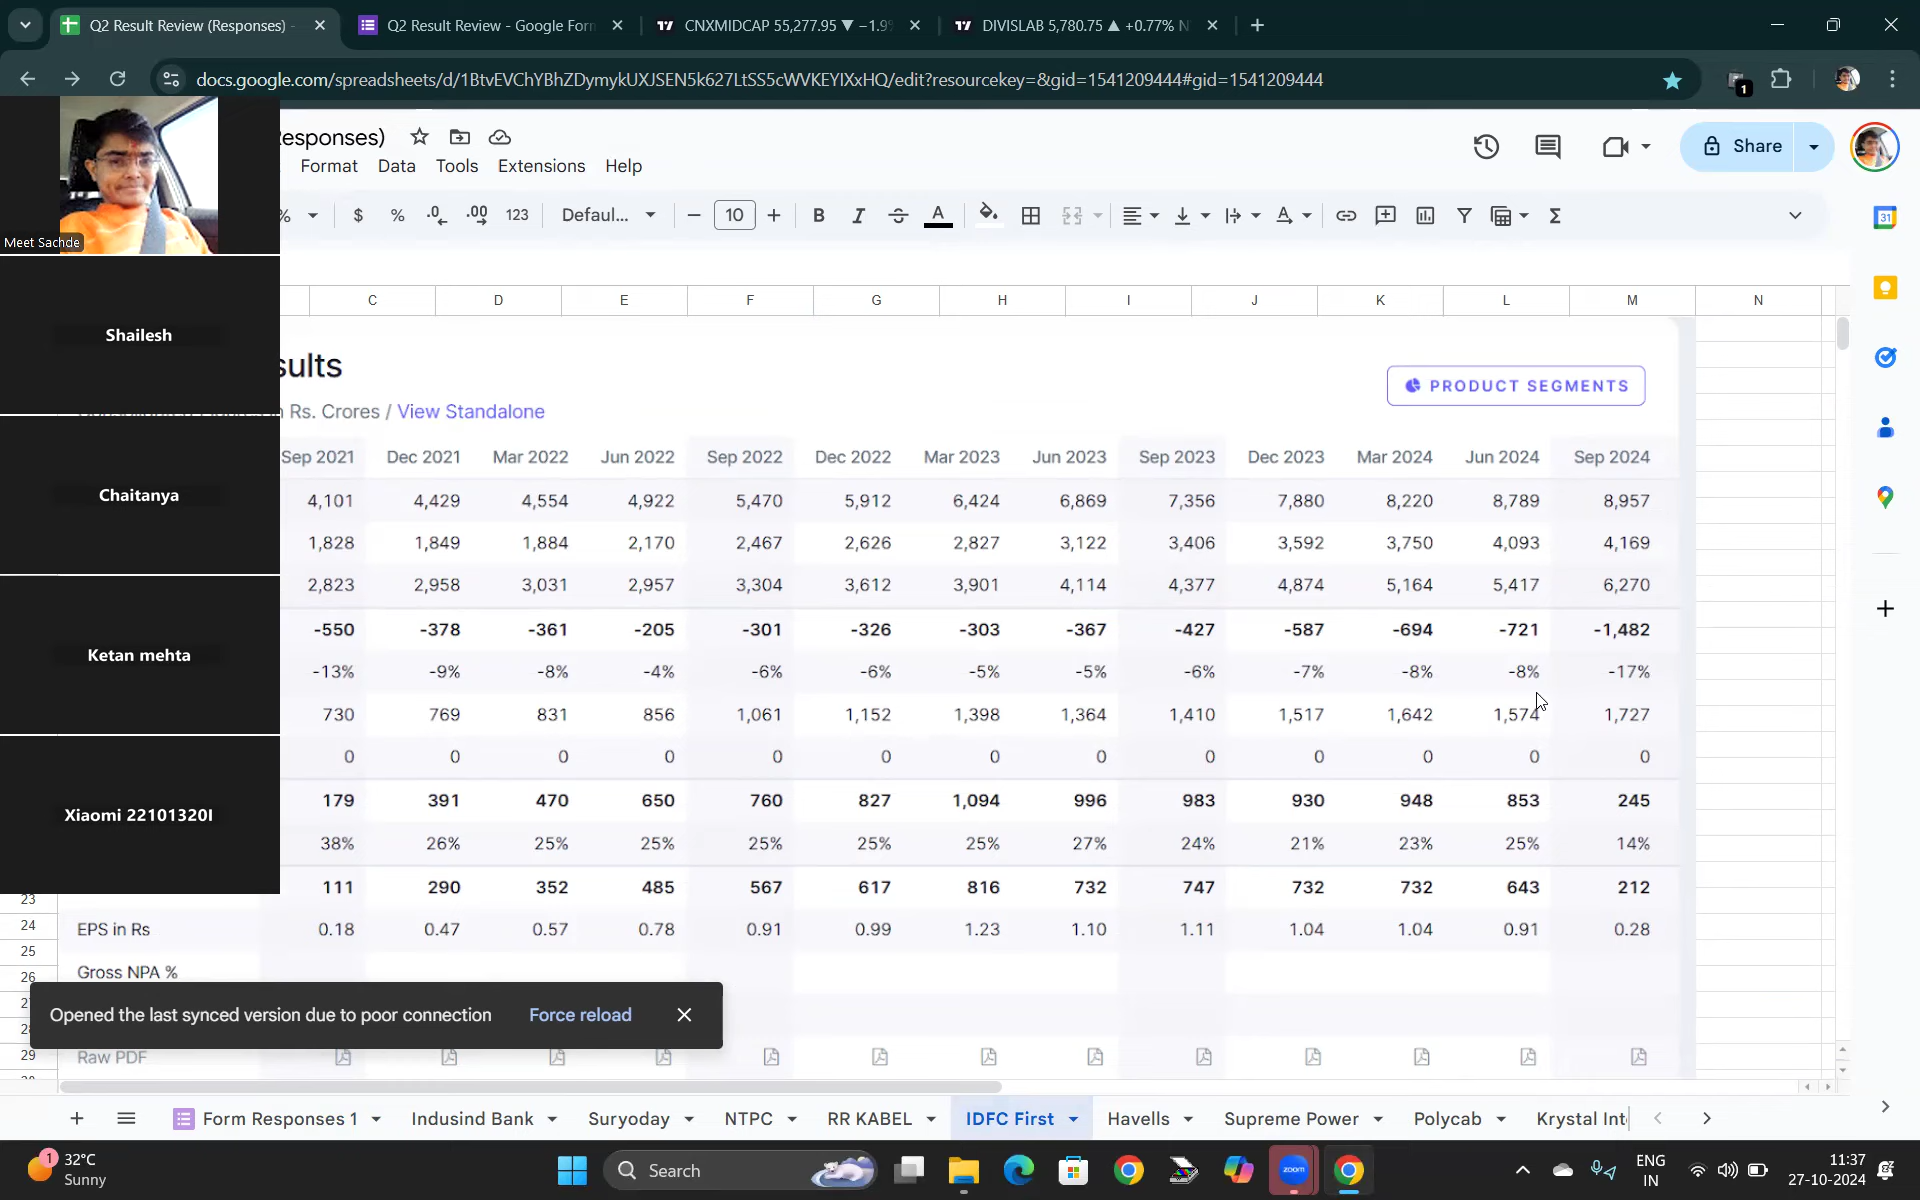 Q2 Result Review (Responses) -
Q2 Result Review - Google Forr
CNXMIDCAP 55,277.95 ▼ −1.9
DIVISLAB 5,780.75 ▲ +0.77% N
docs.google.com/spreadsheets/d/1BtvEVChYBhZDymykUXJSEN5k627LtSS5cWVKEYIXxHQ/edit?resourcekey=&gid=1541209444#gid=1541209444
1
esponses)
Share
Format Data Tools Extensions Help
% $ % .0 .00 123 Defaul... 10 B I A
31
Meet Sachde
Shailesh
Chaitanya
Ketan mehta
Xiaomi 22101320I
C D E F G H I J K L M N
sults
PRODUCT SEGMENTS
n Rs. Crores / View Standalone
Sep 2021 Dec 2021 Mar 2022 Jun 2022 Sep 2022 Dec 2022 Mar 2023 Jun 2023 Sep 2023 Dec 2023 Mar 2024 Jun 2024 Sep 2024
4,101 4,429 4,554 4,922 5,470 5,912 6,424 6,869 7,356 7,880 8,220 8,789 8,957
1,828 1,849 1,884 2,170 2,467 2,626 2,827 3,122 3,406 3,592 3,750 4,093 4,169
2,823 2,958 3,031 2,957 3,304 3,612 3,901 4,114 4,377 4,874 5,164 5,417 6,270
-550 -378 -361 -205 -301 -326 -303 -367 -427 -587 -694 -721 -1,482
-13% -9% -8% -4% -6% -6% -5% -5% -6% -7% -8% -8% -17%
730 769 831 856 1,061 1,152 1,398 1,364 1,410 1,517 1,642 1,574 1,727
0 0 0 0 0 0 0 0 0 0 0 0 0
179 391 470 650 760 827 1,094 996 983 930 948 853 245
38% 26% 25% 25% 25% 25% 25% 27% 24% 21% 23% 25% 14%
111 290 352 485 567 617 816 732 747 732 732 643 212
23
24 EPS in Rs 0.18 0.47 0.57 0.78 0.91 0.99 1.23 1.10 1.11 1.04 1.04 0.91 0.28
25
26 Gross NPA %
Opened the last synced version due to poor connection Force reload
29 Raw PDF
Form Responses 1 Indusind Bank Suryoday NTPC RR KABEL IDFC First Havells Supreme Power Polycab Krystal Int
1
32°C
Sunny
Search
zoom
ENG
IN
11:37
27-10-2024